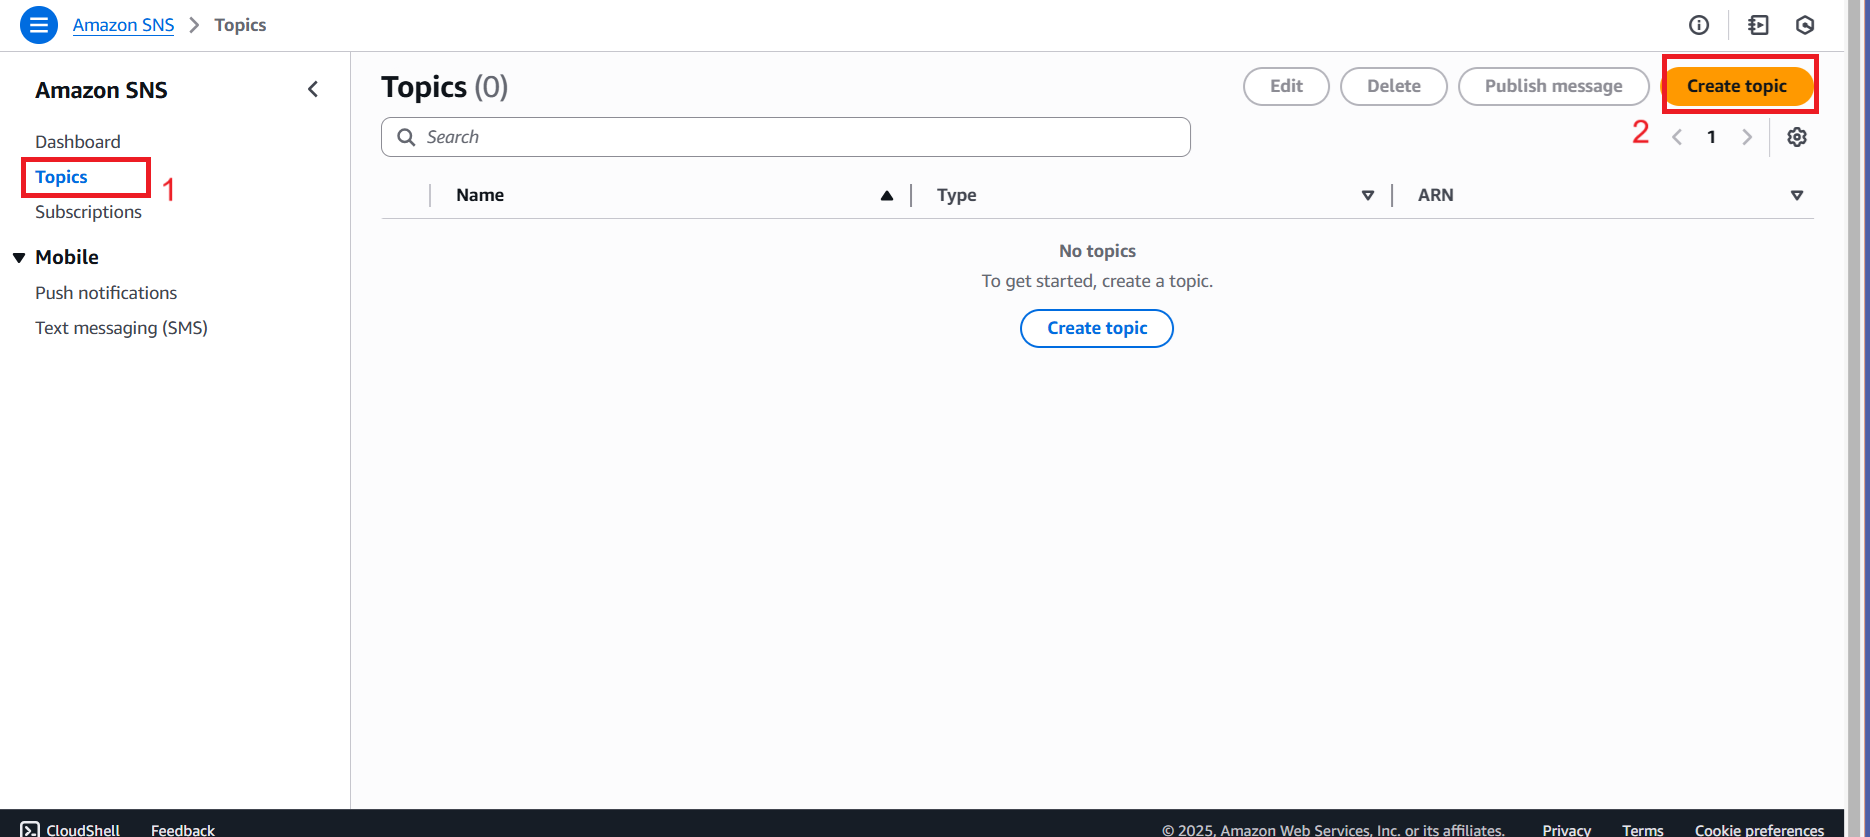 Amazon SNS > Topics
Amazon SNS
Dashboard
Topics 1
Subscriptions
Mobile
Push notifications
Text messaging (SMS)
Topics (0)
Edit
Delete
Publish message
Create topic
Search
2
1
Name
Type
ARN
No topics
To get started, create a topic.
Create topic
CloudShell
Feedback
© 2025, Amazon Web Services, Inc. or its affiliates.
Privacy
Terms
Cookie preferences